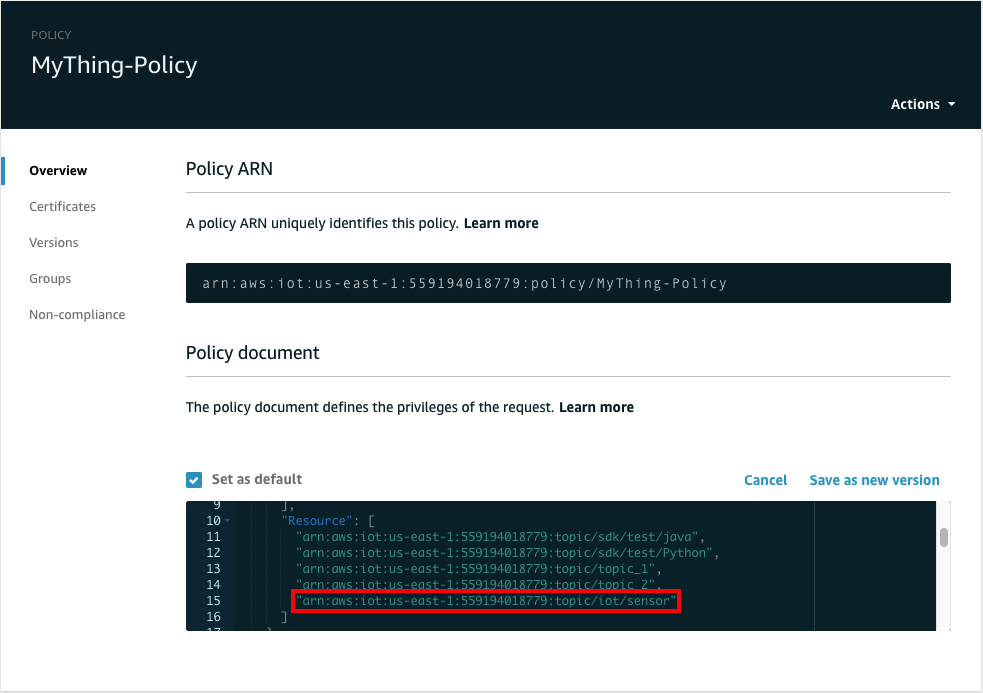 POLICY
MyThing-Policy
Actions
Overview
Certificates
Versions
Groups
Non-compliance
Policy ARN
A policy ARN uniquely identifies this policy. Learn more
arn:aws:iot:us-east-1:559194018779:policy/MyThing-Policy
Policy document
The policy document defines the privileges of the request. Learn more
Set as default
Cancel
Save as new version
9 ],
10 "Resource": [
11 "arn:aws:iot:us-east-1:559194018779:topic/sdk/test/java",
12 "arn:aws:iot:us-east-1:559194018779:topic/sdk/test/Python",
13 "arn:aws:iot:us-east-1:559194018779:topic/topic_1",
14 "arn:aws:iot:us-east-1:559194018779:topic/topic_2",
15 "arn:aws:iot:us-east-1:559194018779:topic/iot/sensor"
16 ]
17